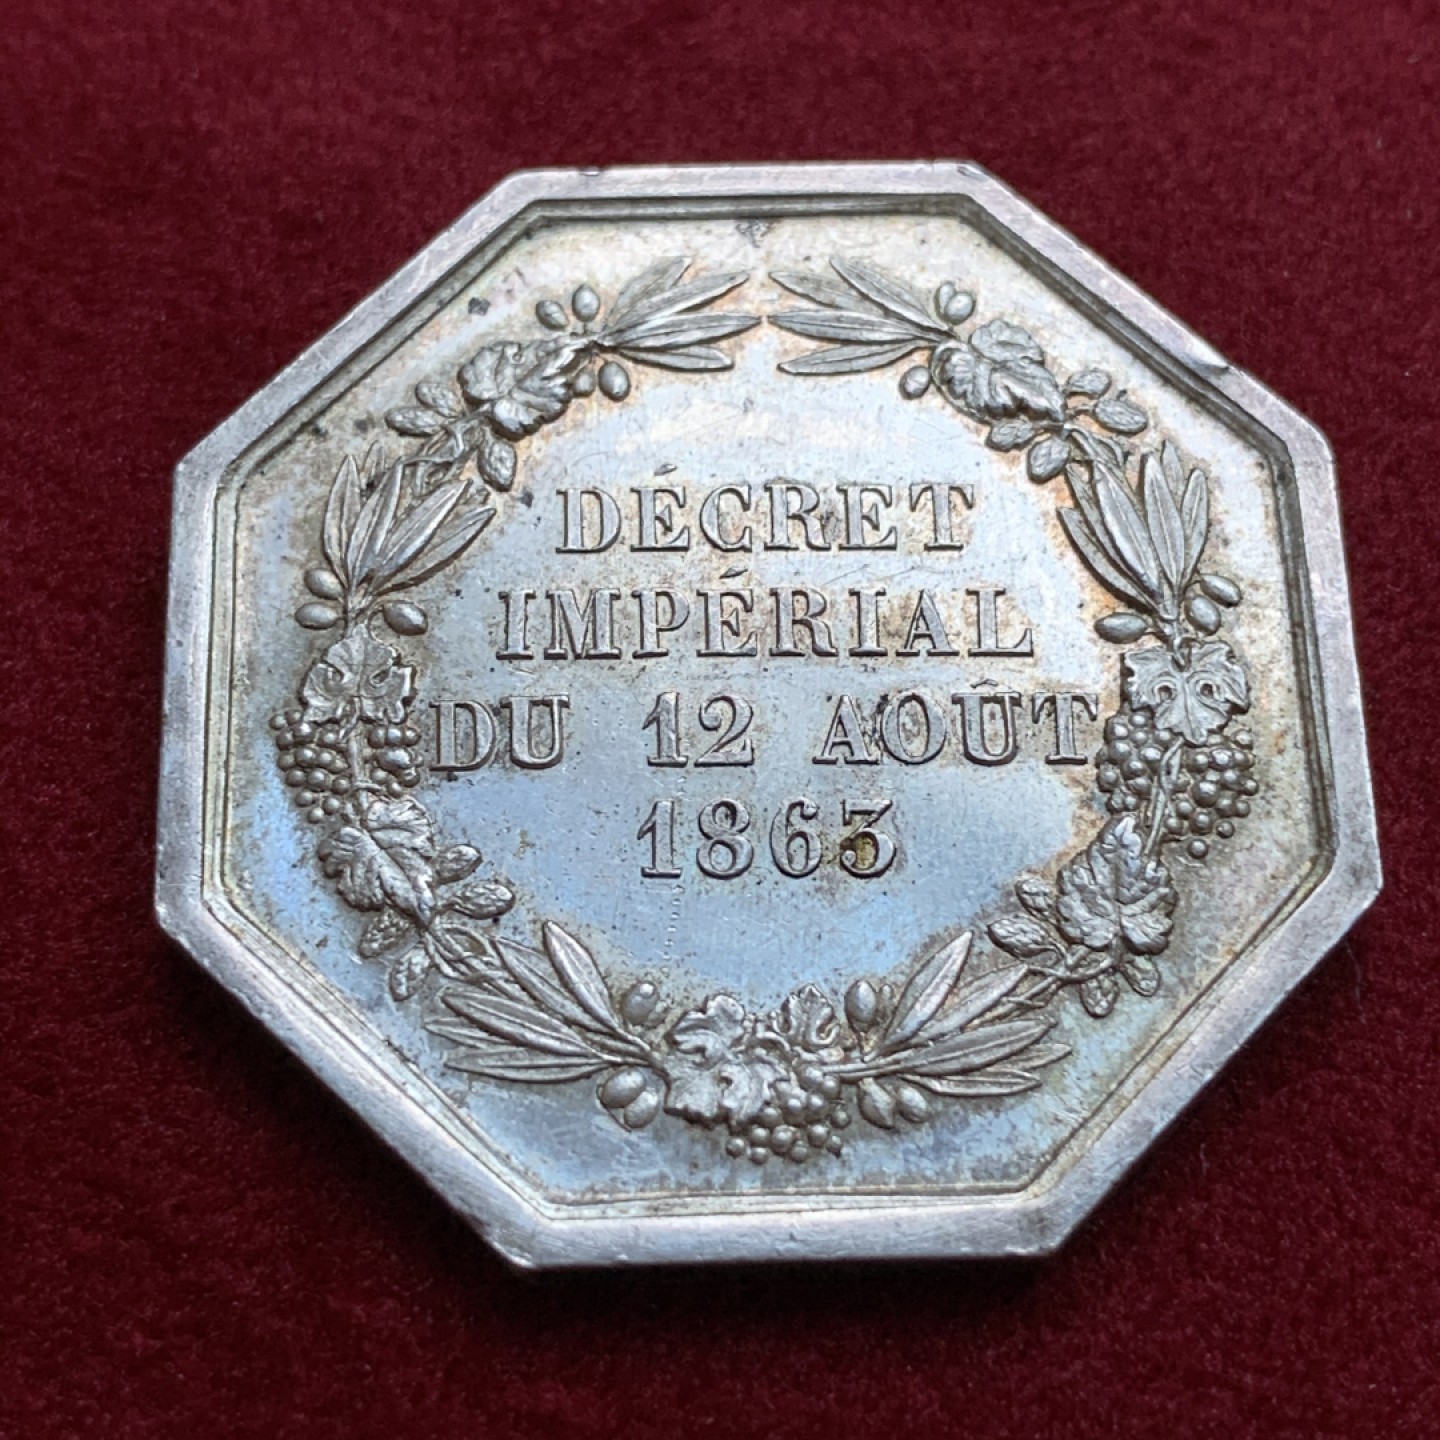 DÉCRET
IMPÉRIAL
DU 12 AOÛT
1863